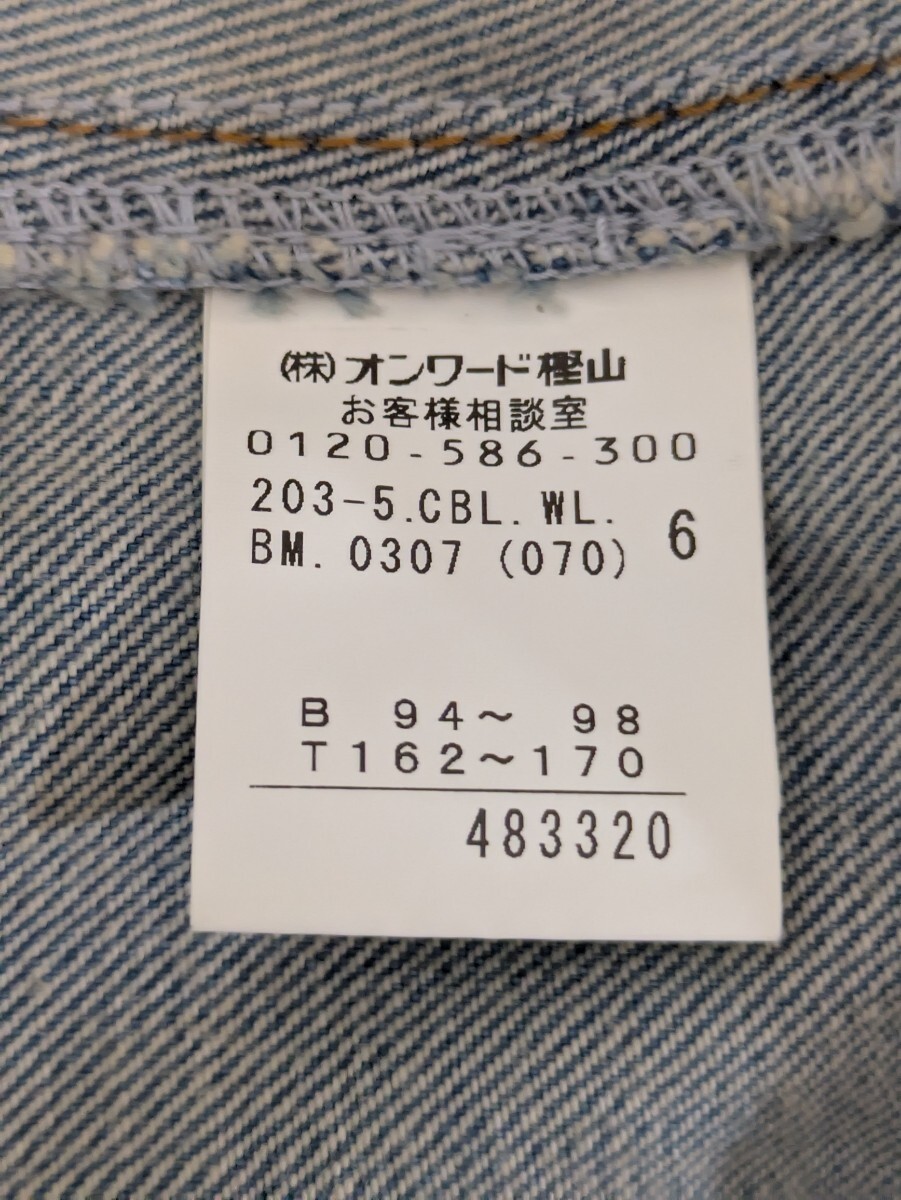 (株)オンワード樫山
お客様相談室
0120-586-300
203-5.CBL.WL.
BM.0307 (070) 6
B 94～ 98
T162～170
483320